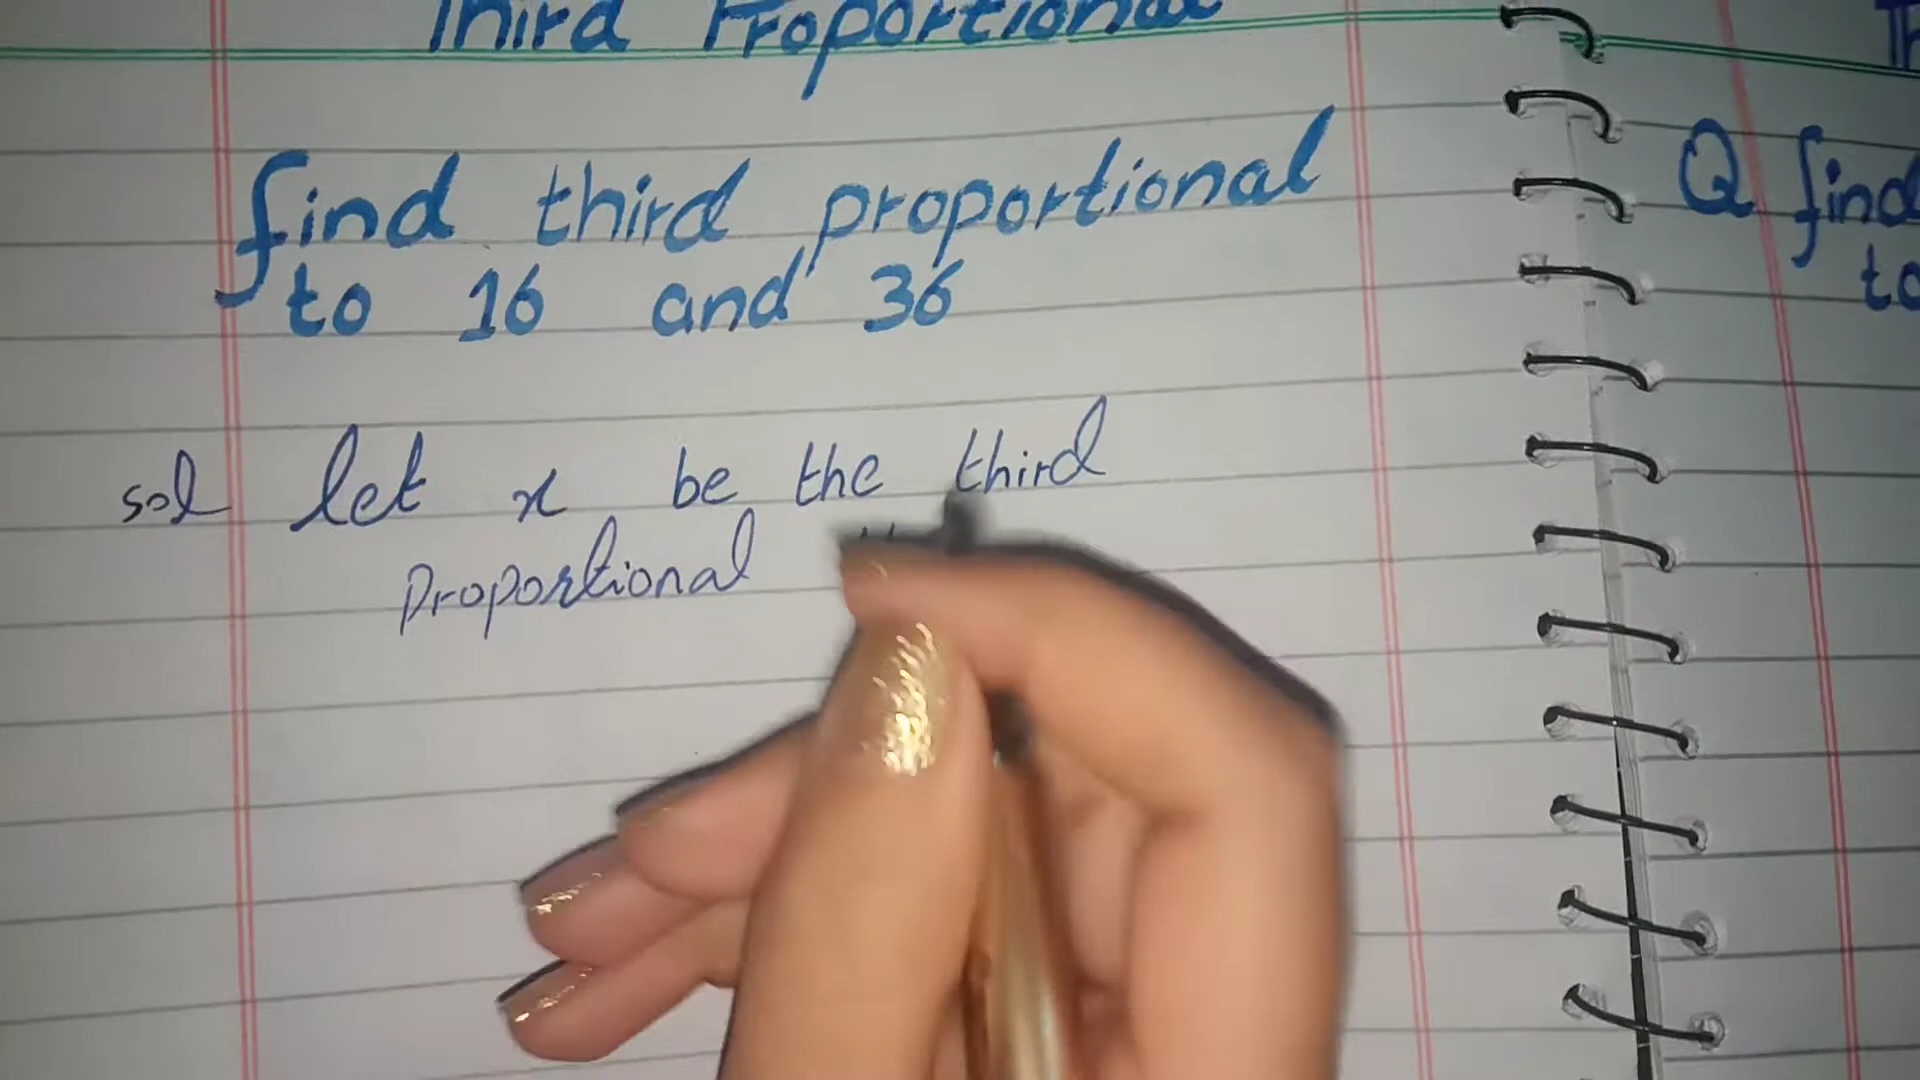 Third Proportional
find third proportional
to 16 and 36
sol let x be the third
Proportional
Q find
to